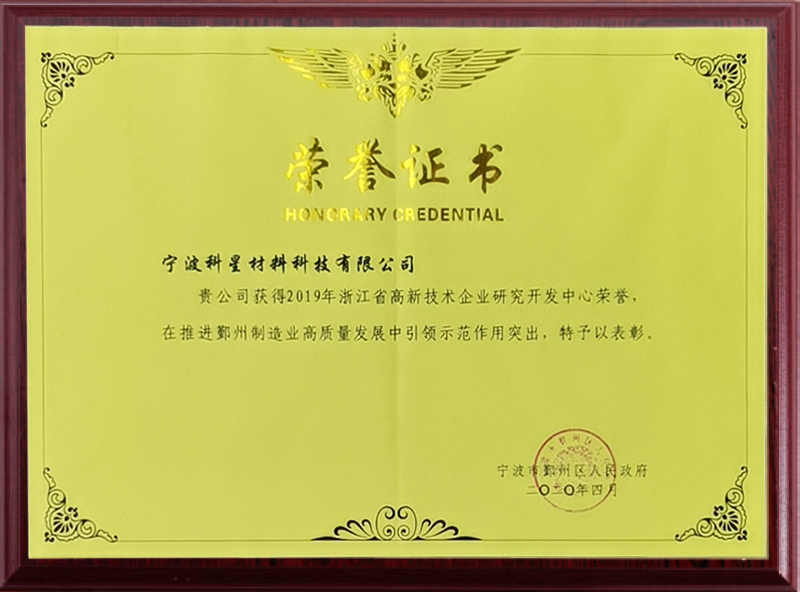 荣誉证书
HONORARY CREDENTIAL
宁波科星材料科技有限公司
贵公司获得2019年浙江省高新技术企业研究开发中心荣誉，
在推进鄞州制造业高质量发展中引领示范作用突出，特予以表彰。
宁波市鄞州区人民政府
二〇二〇年四月